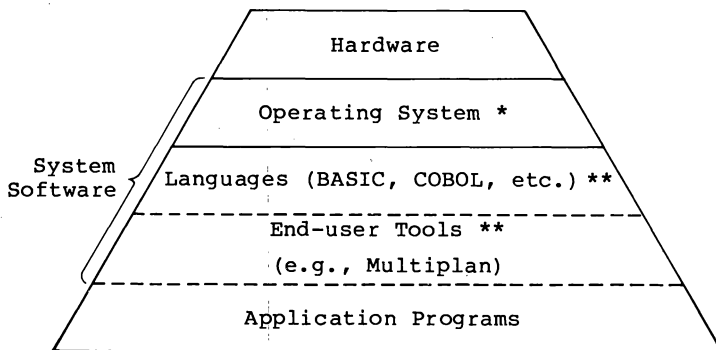 Hardware
Operating System *
System
Software
Languages (BASIC, COBOL, etc.) **
End-user Tools **
(e.g., Multiplan)
Application Programs